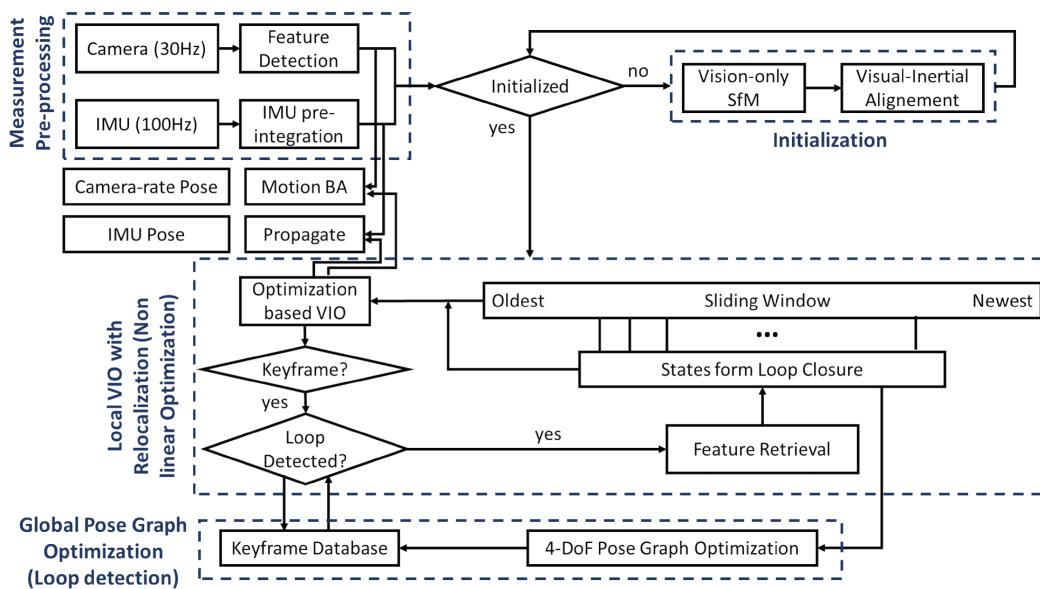 Measurement
Pre-processing
Camera (30Hz)
Feature
Detection
IMU (100Hz)
IMU pre-
integration
Initialized
no
yes
Vision-only
SfM
Visual-Inertial
Alignement
Initialization
Camera-rate Pose
Motion BA
IMU Pose
Propagate
Local VIO with
Relocalization (Non
linear Optimization)
Optimization
based VIO
Oldest
Sliding Window
Newest
...
States form Loop Closure
Keyframe?
yes
Loop
Detected?
yes
Feature Retrieval
Global Pose Graph
Optimization
(Loop detection)
Keyframe Database
4-DoF Pose Graph Optimization